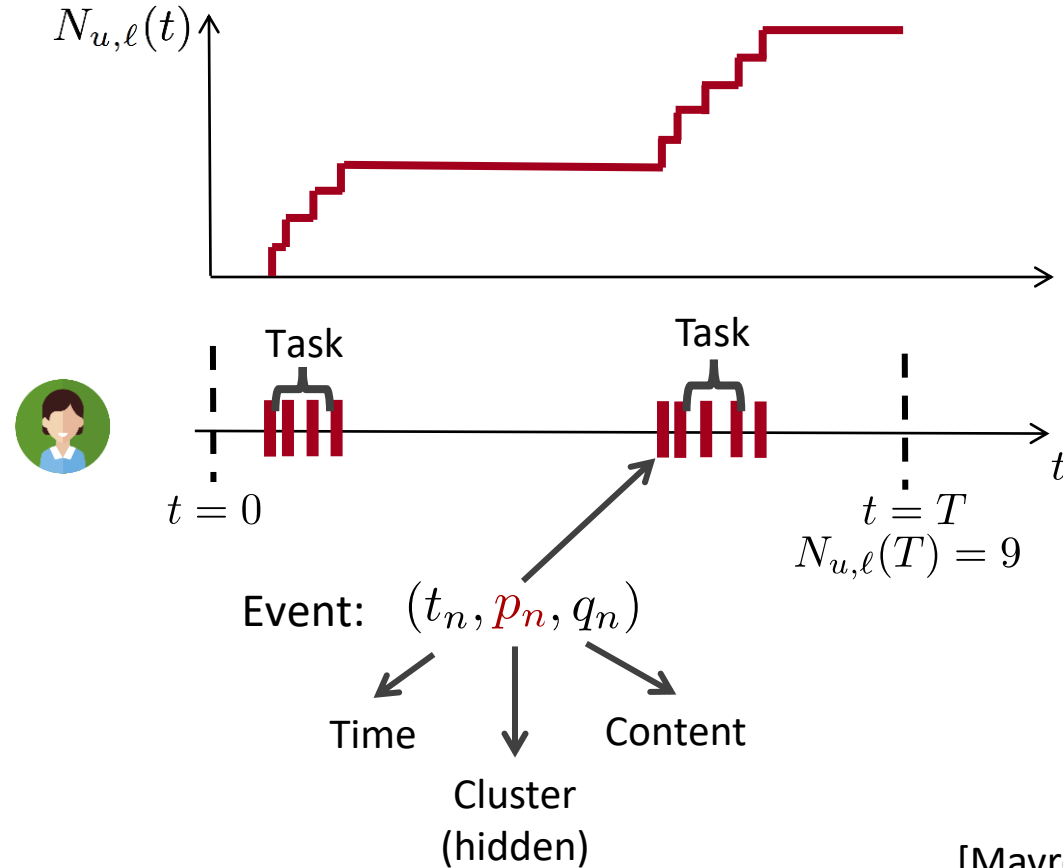 N_{u,ℓ}(t)
Task Task
t
t = 0
t = T
N_{u,ℓ}(T) = 9
Event: (t_n, p_n, q_n)
Time Content
Cluster
(hidden)